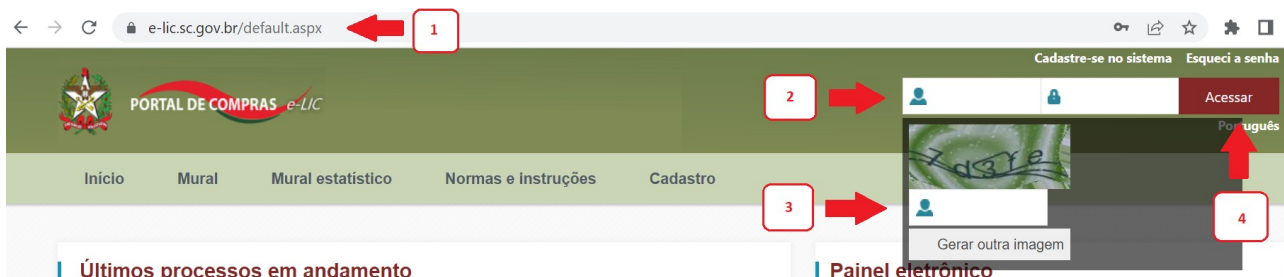 e-lic.sc.gov.br/default.aspx
1
Cadastre-se no sistema Esqueci a senha
PORTAL DE COMPRAS e-LIC
2
Acessar
Português
7d3fe
Início Mural Mural estatístico Normas e instruções Cadastro
3
4
Gerar outra imagem
Últimos processos em andamento
Painel eletrônico